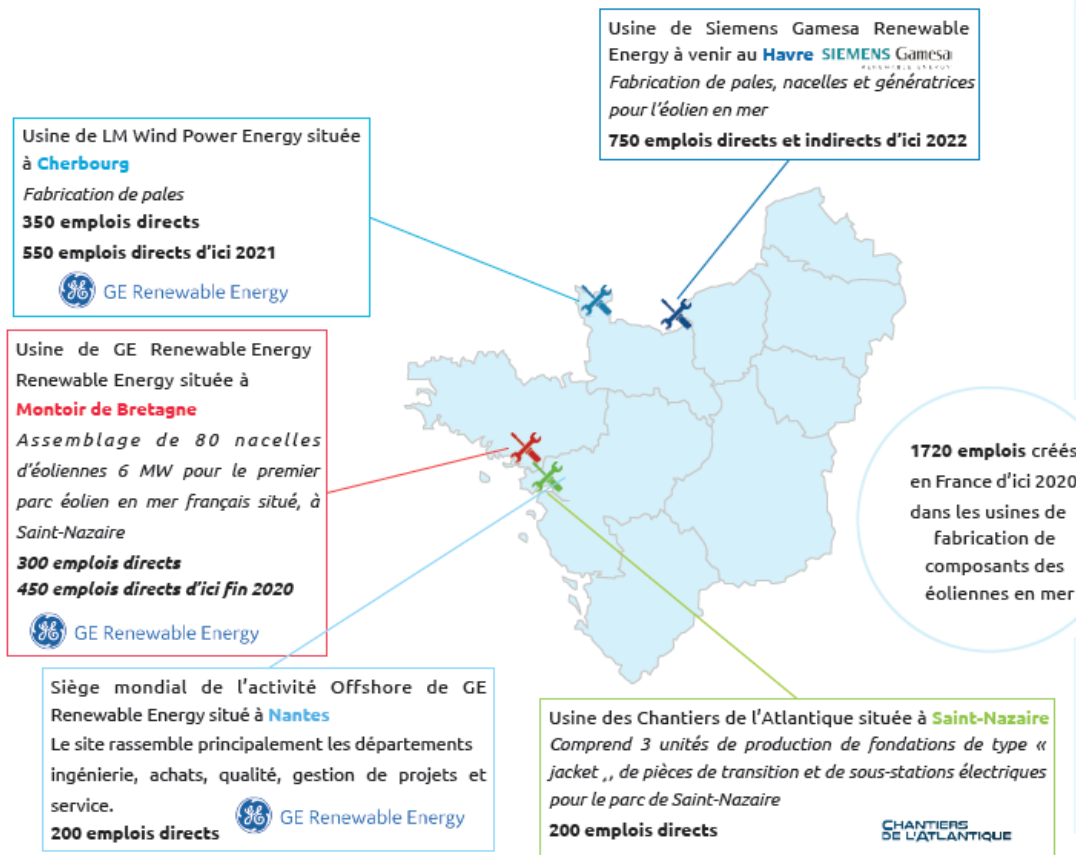 Usine de Siemens Gamesa Renewable
Energy à venir au Havre SIEMENS Gamesa
RENEWABLE ENERGY
Fabrication de pales, nacelles et génératrices
pour l'éolien en mer
750 emplois directs et indirects d'ici 2022
Usine de LM Wind Power Energy située
à Cherbourg
Fabrication de pales
350 emplois directs
550 emplois directs d'ici 2021
GE Renewable Energy
Usine de GE Renewable Energy
Renewable Energy située à
Montoir de Bretagne
Assemblage de 80 nacelles
d'éoliennes 6 MW pour le premier
parc éolien en mer français situé, à
Saint-Nazaire
300 emplois directs
450 emplois directs d'ici fin 2020
GE Renewable Energy
1720 emplois créés
en France d'ici 2020
dans les usines de
fabrication de
composants des
éoliennes en mer
Siège mondial de l'activité Offshore de GE
Renewable Energy situé à Nantes
Le site rassemble principalement les départements
ingénierie, achats, qualité, gestion de projets et
service.
200 emplois directs
GE Renewable Energy
Usine des Chantiers de l'Atlantique située à Saint-Nazaire
Comprend 3 unités de production de fondations de type «
jacket ,, de pièces de transition et de sous-stations électriques
pour le parc de Saint-Nazaire
200 emplois directs
CHANTIERS
DE L'ATLANTIQUE